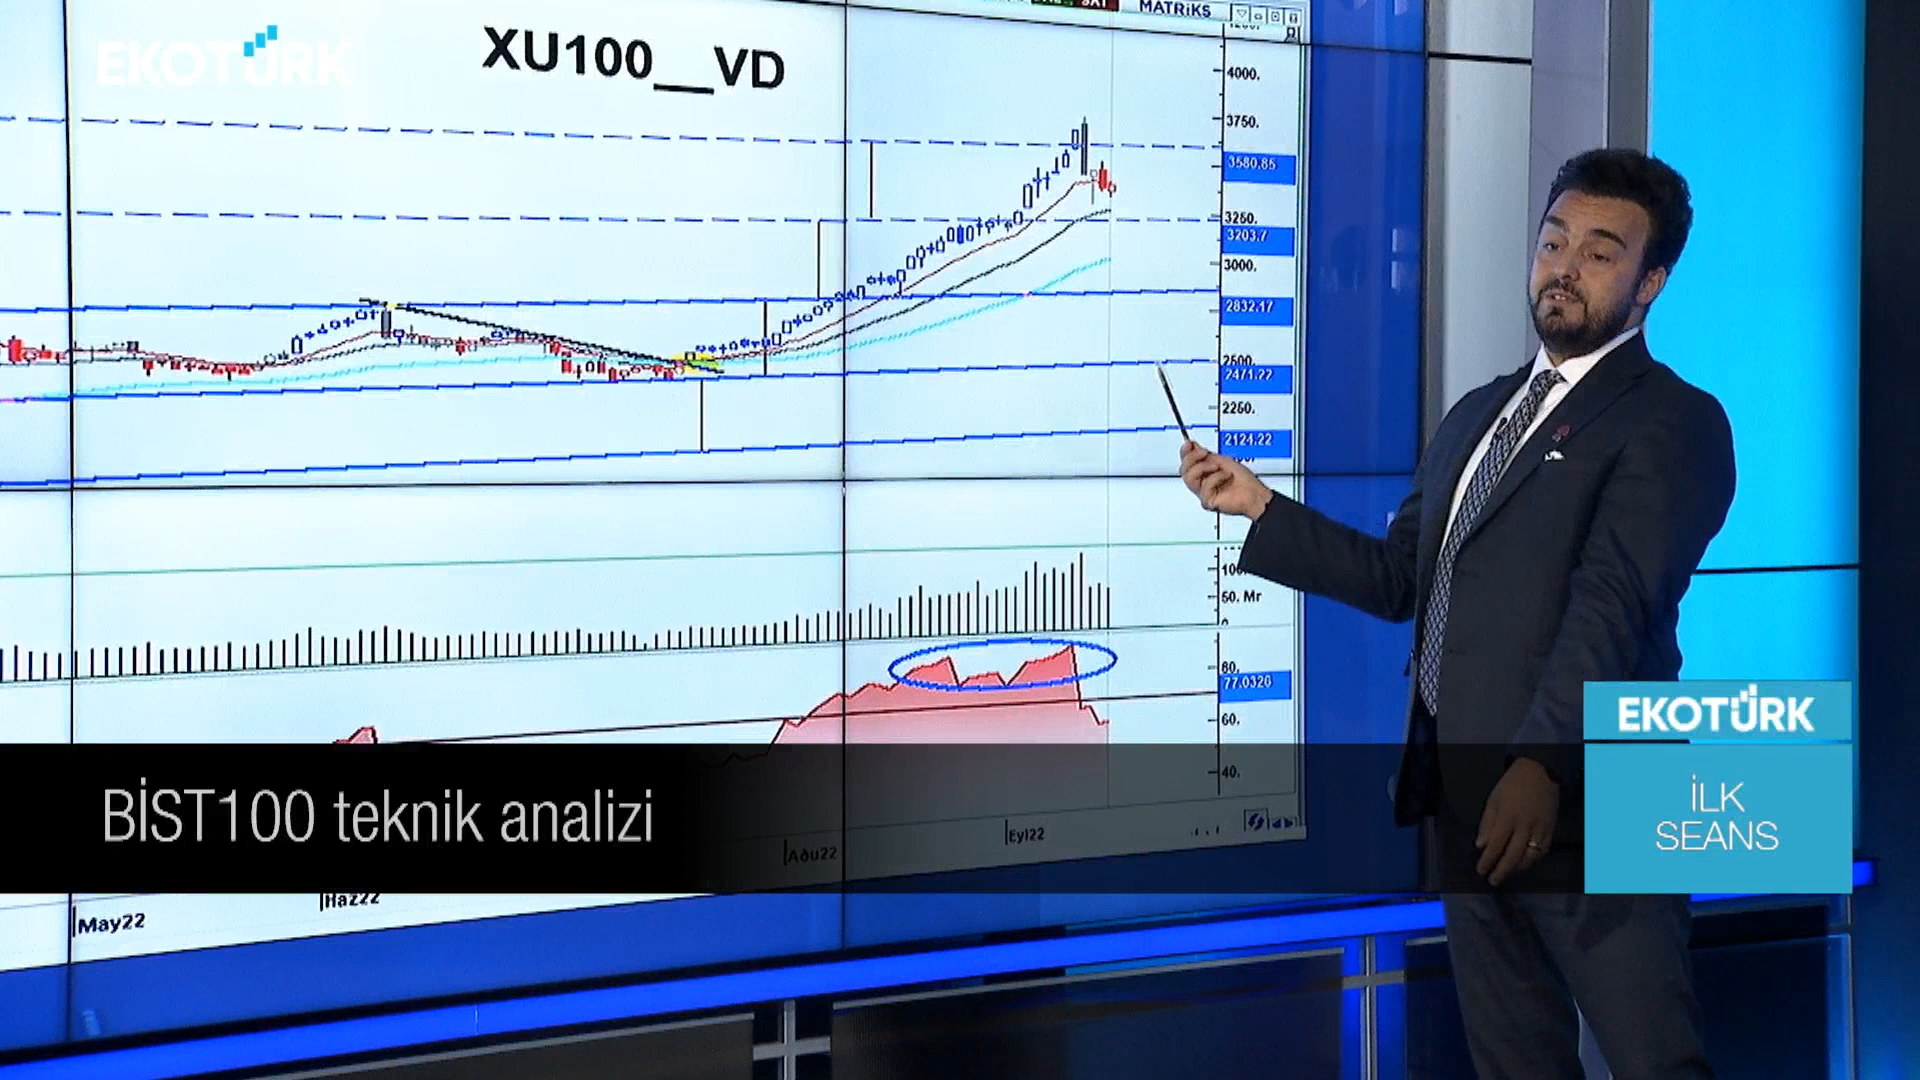 EKOTÜRK
XU100__VD
MATRİKS
4000.
3750.
3580.85
3250.
3203.7
3000.
2832.17
2500.
2471.22
2250.
2124.22
100.
50. Mr
0
80.
77.0320
60.
40.
May22
Haz22
Ağu22
Eyl22
BİST100 teknik analizi
EKOTÜRK
İLK
SEANS